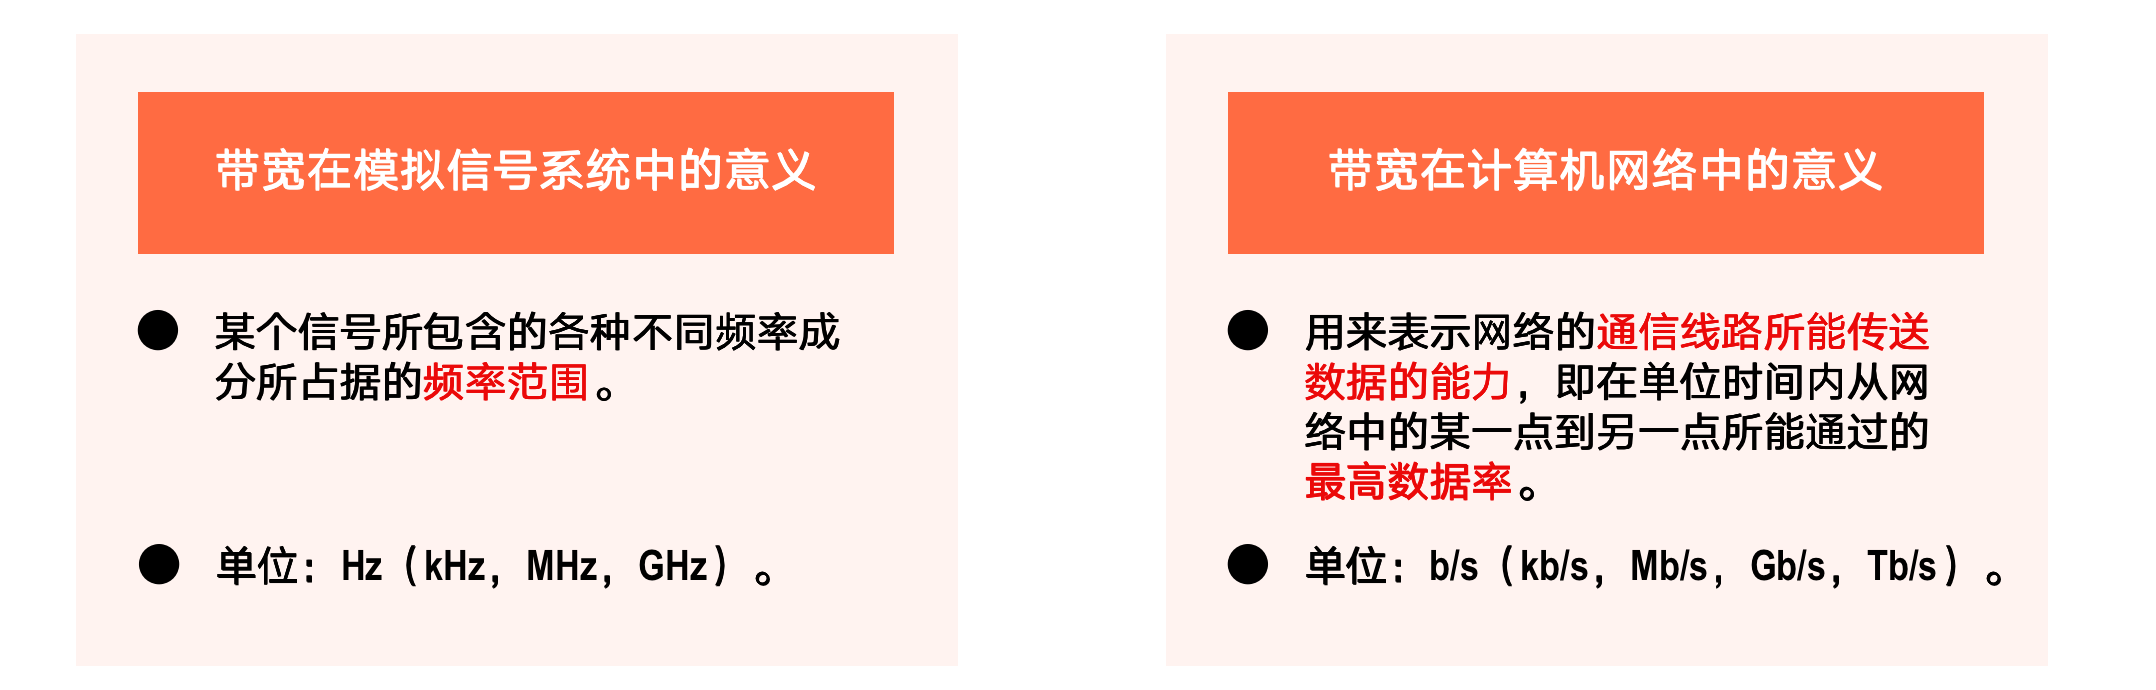 带宽在模拟信号系统中的意义
某个信号所包含的各种不同频率成
分所占据的频率范围。
单位：Hz（kHz，MHz，GHz）。
带宽在计算机网络中的意义
用来表示网络的通信线路所能传送
数据的能力，即在单位时间内从网
络中的某一点到另一点所能通过的
最高数据率。
单位：b/s（kb/s，Mb/s，Gb/s，Tb/s）。